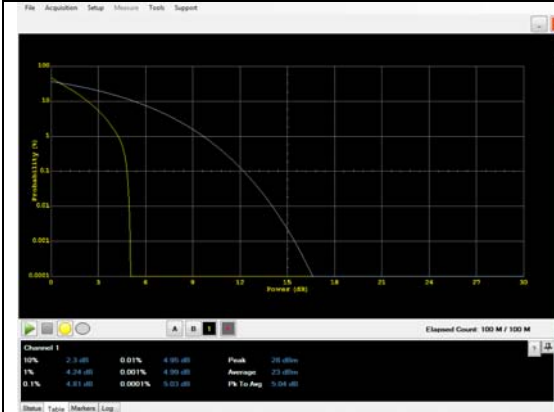 File Acquisition Setup Measure Tools Support
100
10
1
0.1
0.01
0.001
0.0001
Probability (%)
0 3 6 9 12 15 18 21 24 27 30
Power (dB)
A B 1
Elapsed Count: 100 M / 100 M
Channel 1
10% 2.3 dB 0.01% 4.95 dB Peak 28 dBm
1% 4.24 dB 0.001% 4.99 dB Average 23 dBm
0.1% 4.81 dB 0.0001% 5.03 dB Pk To Avg 5.04 dB
Status Table Markers Log